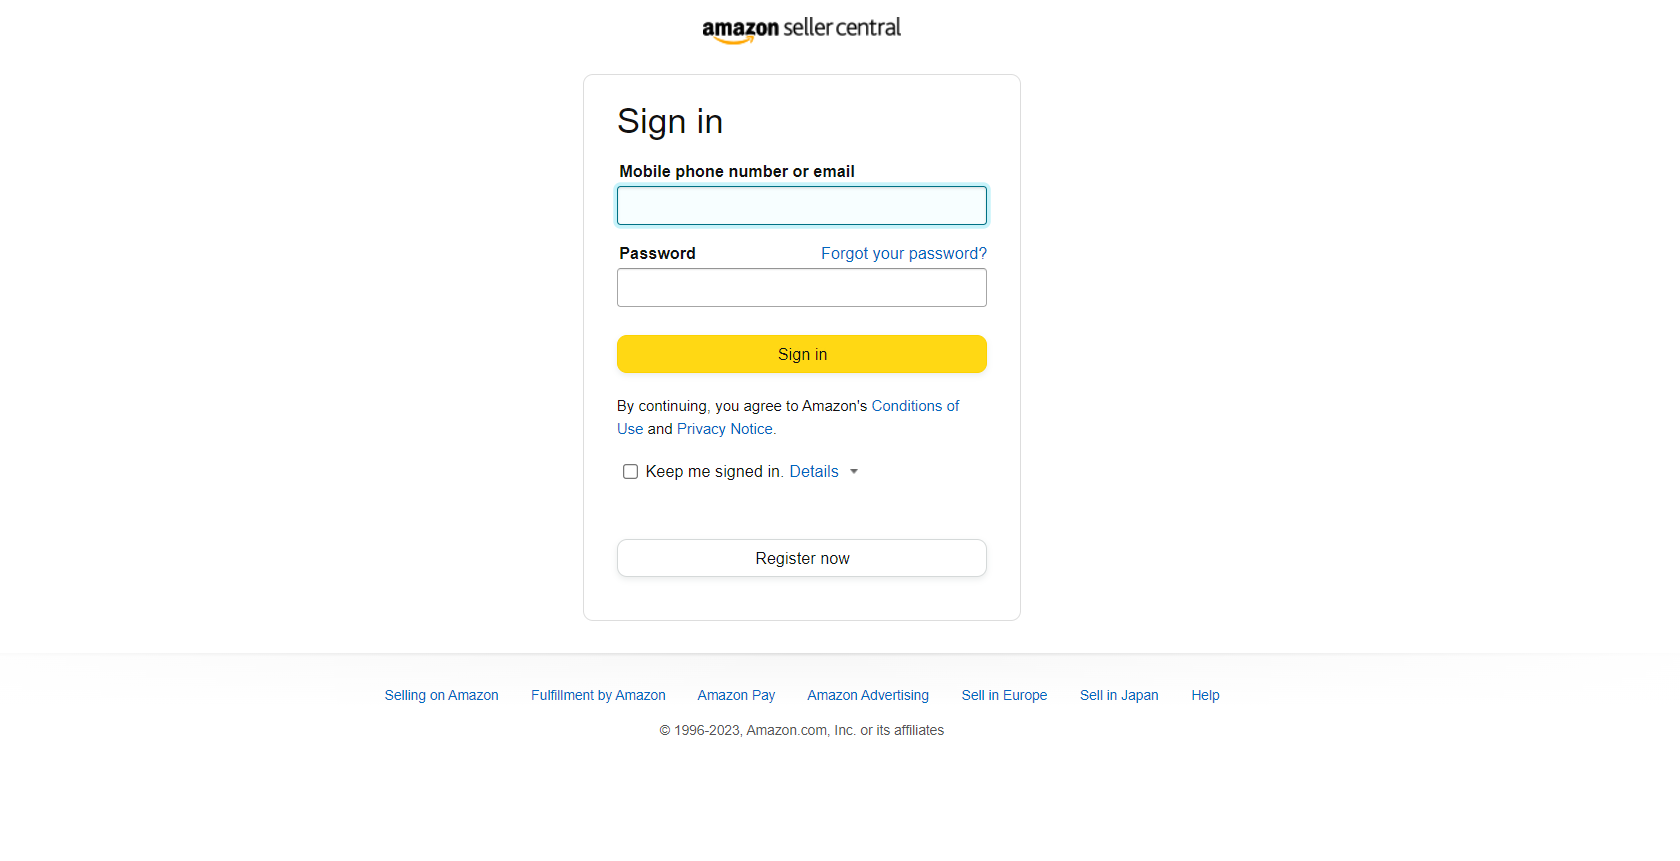 amazon seller central
Sign in
Mobile phone number or email
Password Forgot your password?
Sign in
By continuing, you agree to Amazon's Conditions of
Use and Privacy Notice.
Keep me signed in. Details
Register now
Selling on Amazon Fulfillment by Amazon Amazon Pay Amazon Advertising Sell in Europe Sell in Japan Help
© 1996-2023, Amazon.com, Inc. or its affiliates